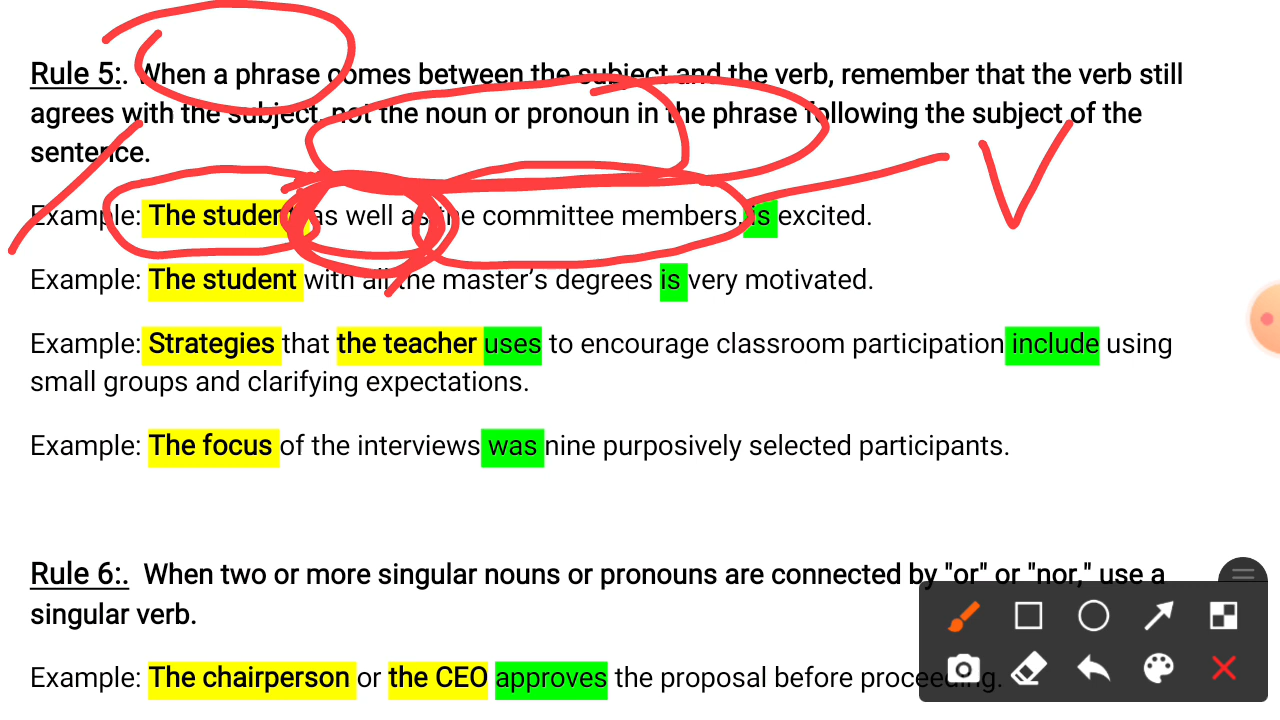 Rule 5:. When a phrase comes between the subject and the verb, remember that the verb still
agrees with the subject, not the noun or pronoun in the phrase following the subject of the
sentence.
Example: The student, as well as the committee members, is excited.
Example: The student with all the master's degrees is very motivated.
Example: Strategies that the teacher uses to encourage classroom participation include using
small groups and clarifying expectations.
Example: The focus of the interviews was nine purposively selected participants.
Rule 6:. When two or more singular nouns or pronouns are connected by "or" or "nor," use a
singular verb.
Example: The chairperson or the CEO approves the proposal before proceeding.